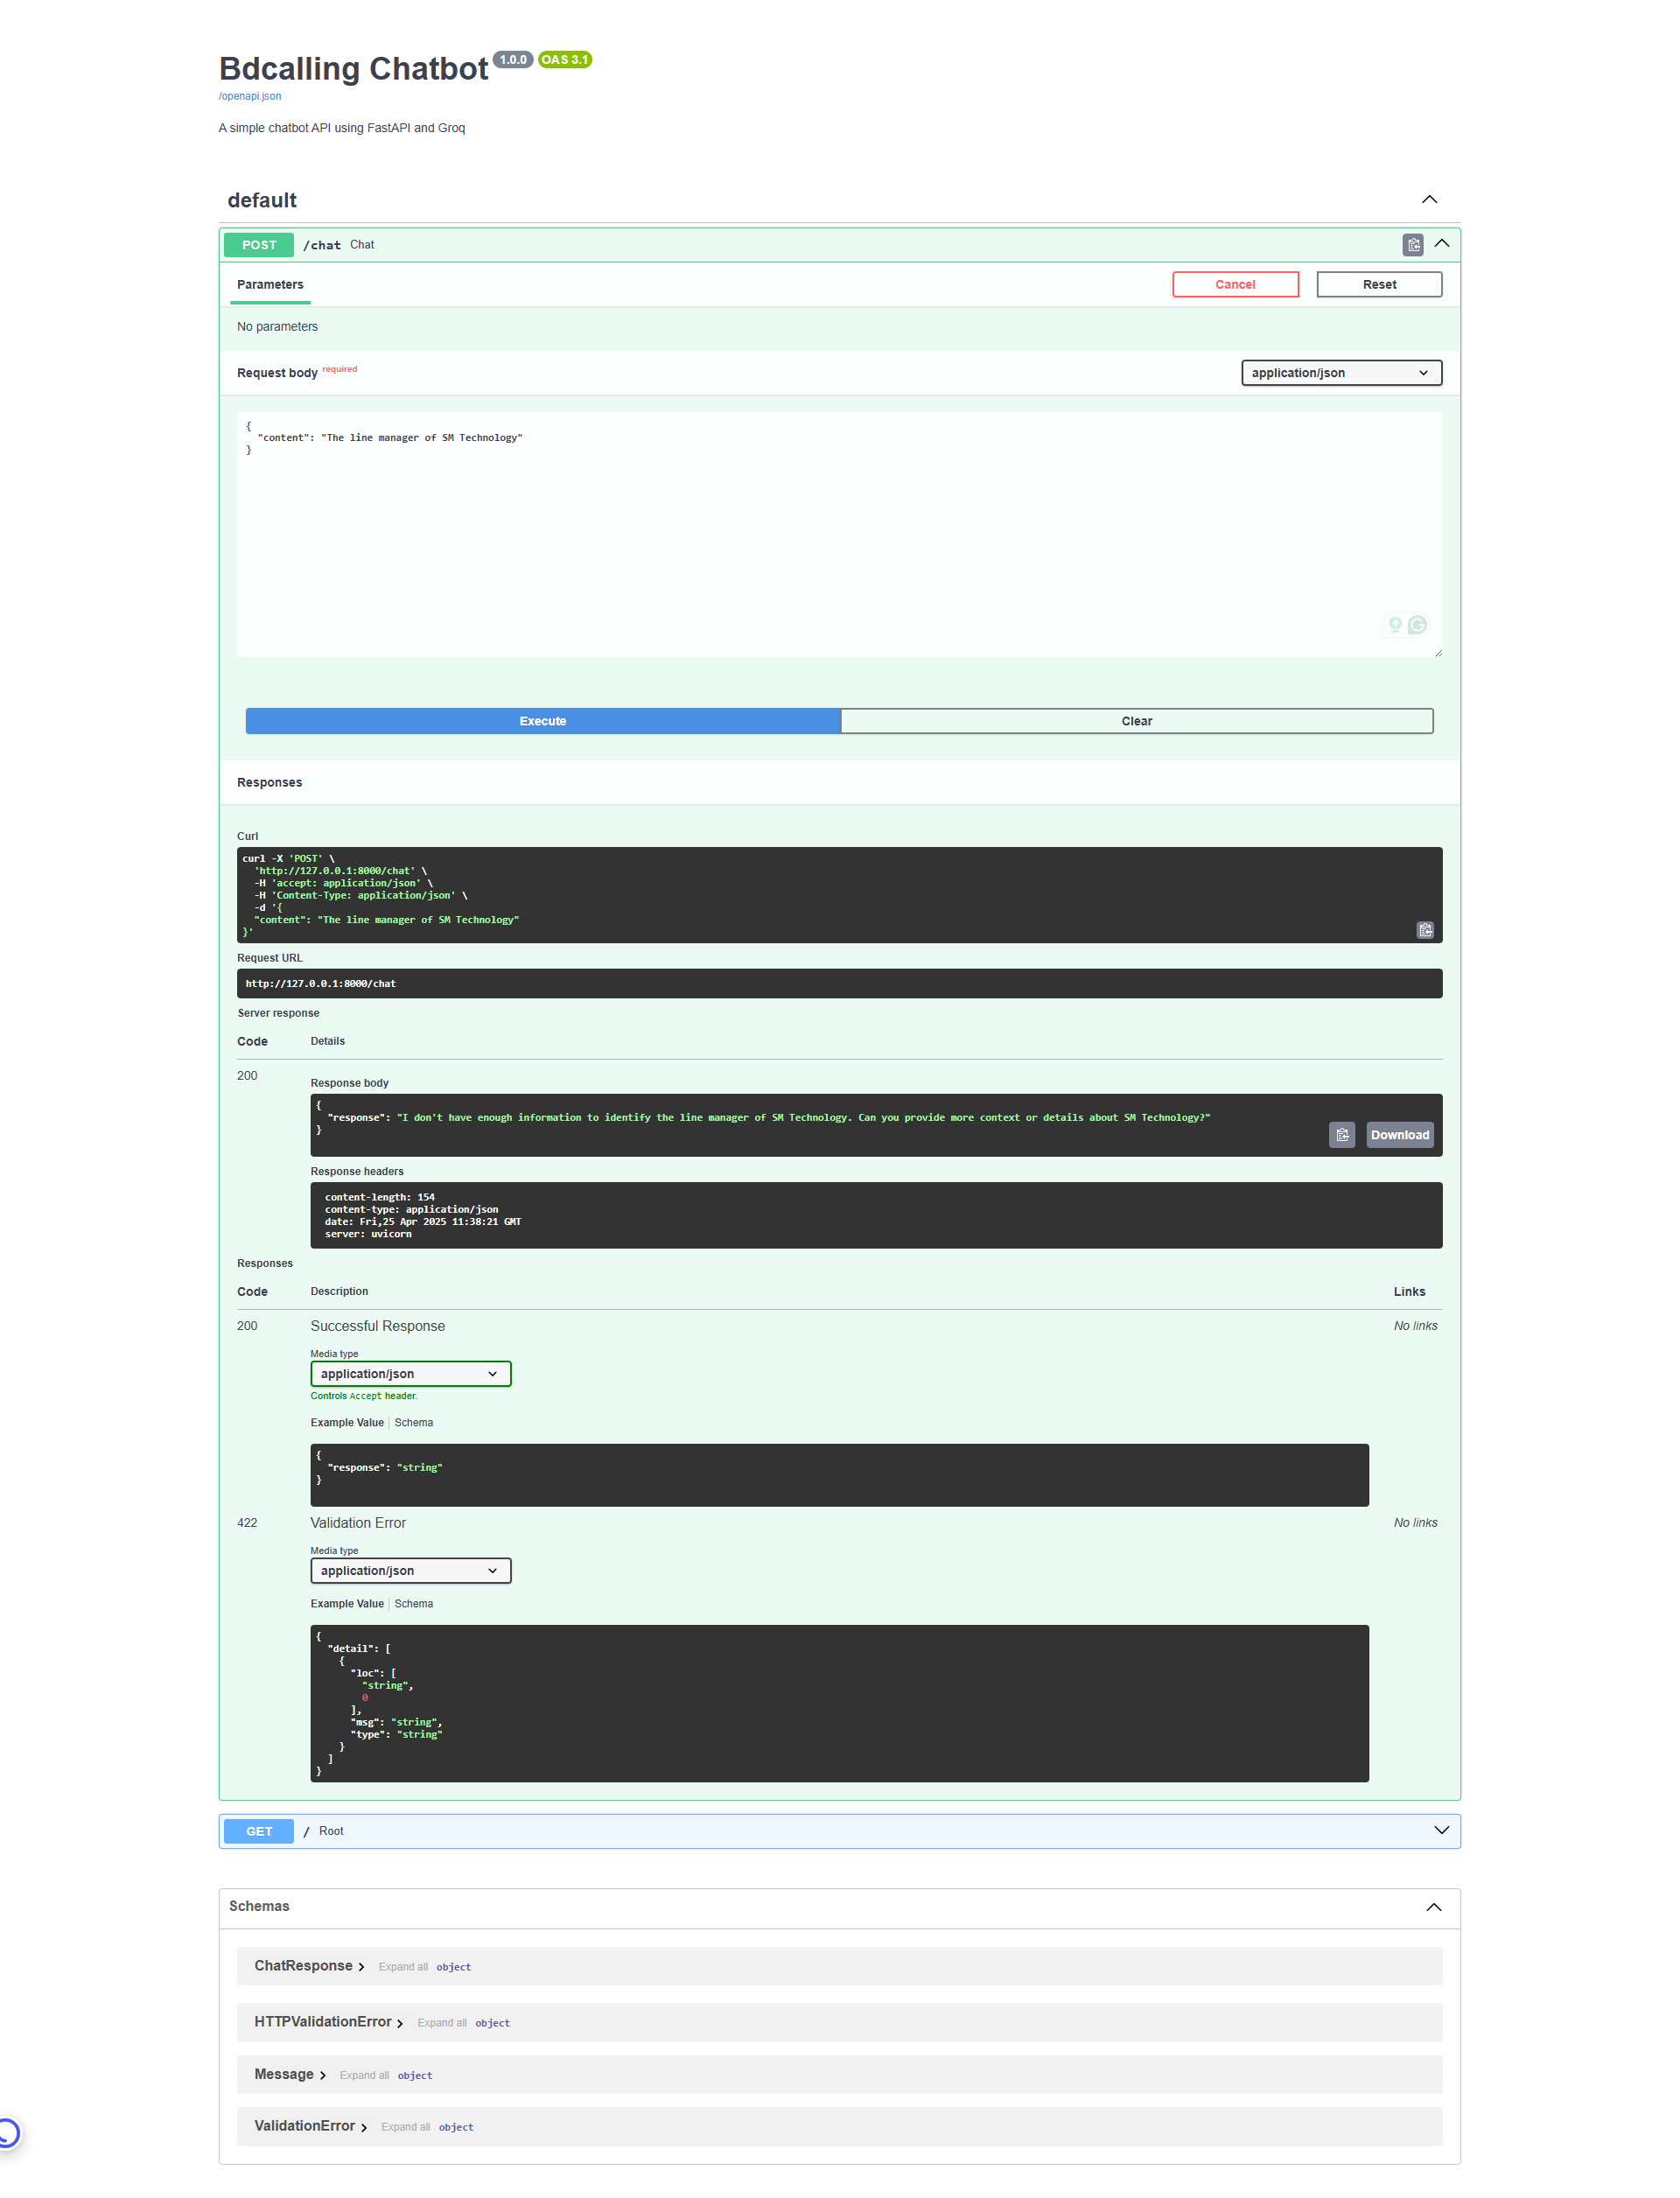 Bdcalling Chatbot 1.0.0 OAS 3.1
/openapi.json
A simple chatbot API using FastAPI and Groq
default
POST /chat Chat
Parameters Cancel Reset
No parameters
Request body required application/json
{
  "content": "The line manager of SM Technology"
}
Execute Clear
Responses
Curl
curl -X 'POST' \
  'http://127.0.0.1:8000/chat' \
  -H 'accept: application/json' \
  -H 'Content-Type: application/json' \
  -d '{
  "content": "The line manager of SM Technology"
}'
Request URL
http://127.0.0.1:8000/chat
Server response
Code Details
200
Response body
{
  "response": "I don't have enough information to identify the line manager of SM Technology. Can you provide more context or details about SM Technology?"
}
Download
Response headers
content-length: 154
content-type: application/json
date: Fri,25 Apr 2025 11:38:21 GMT
server: uvicorn
Responses
Code Description Links
200 Successful Response No links
Media type
application/json
Controls Accept header.
Example Value Schema
{
  "response": "string"
}
422 Validation Error No links
Media type
application/json
Example Value Schema
{
  "detail": [
    {
      "loc": [
        "string",
        0
      ],
      "msg": "string",
      "type": "string"
    }
  ]
}
GET / Root
Schemas
ChatResponse Expand all object
HTTPValidationError Expand all object
Message Expand all object
ValidationError Expand all object